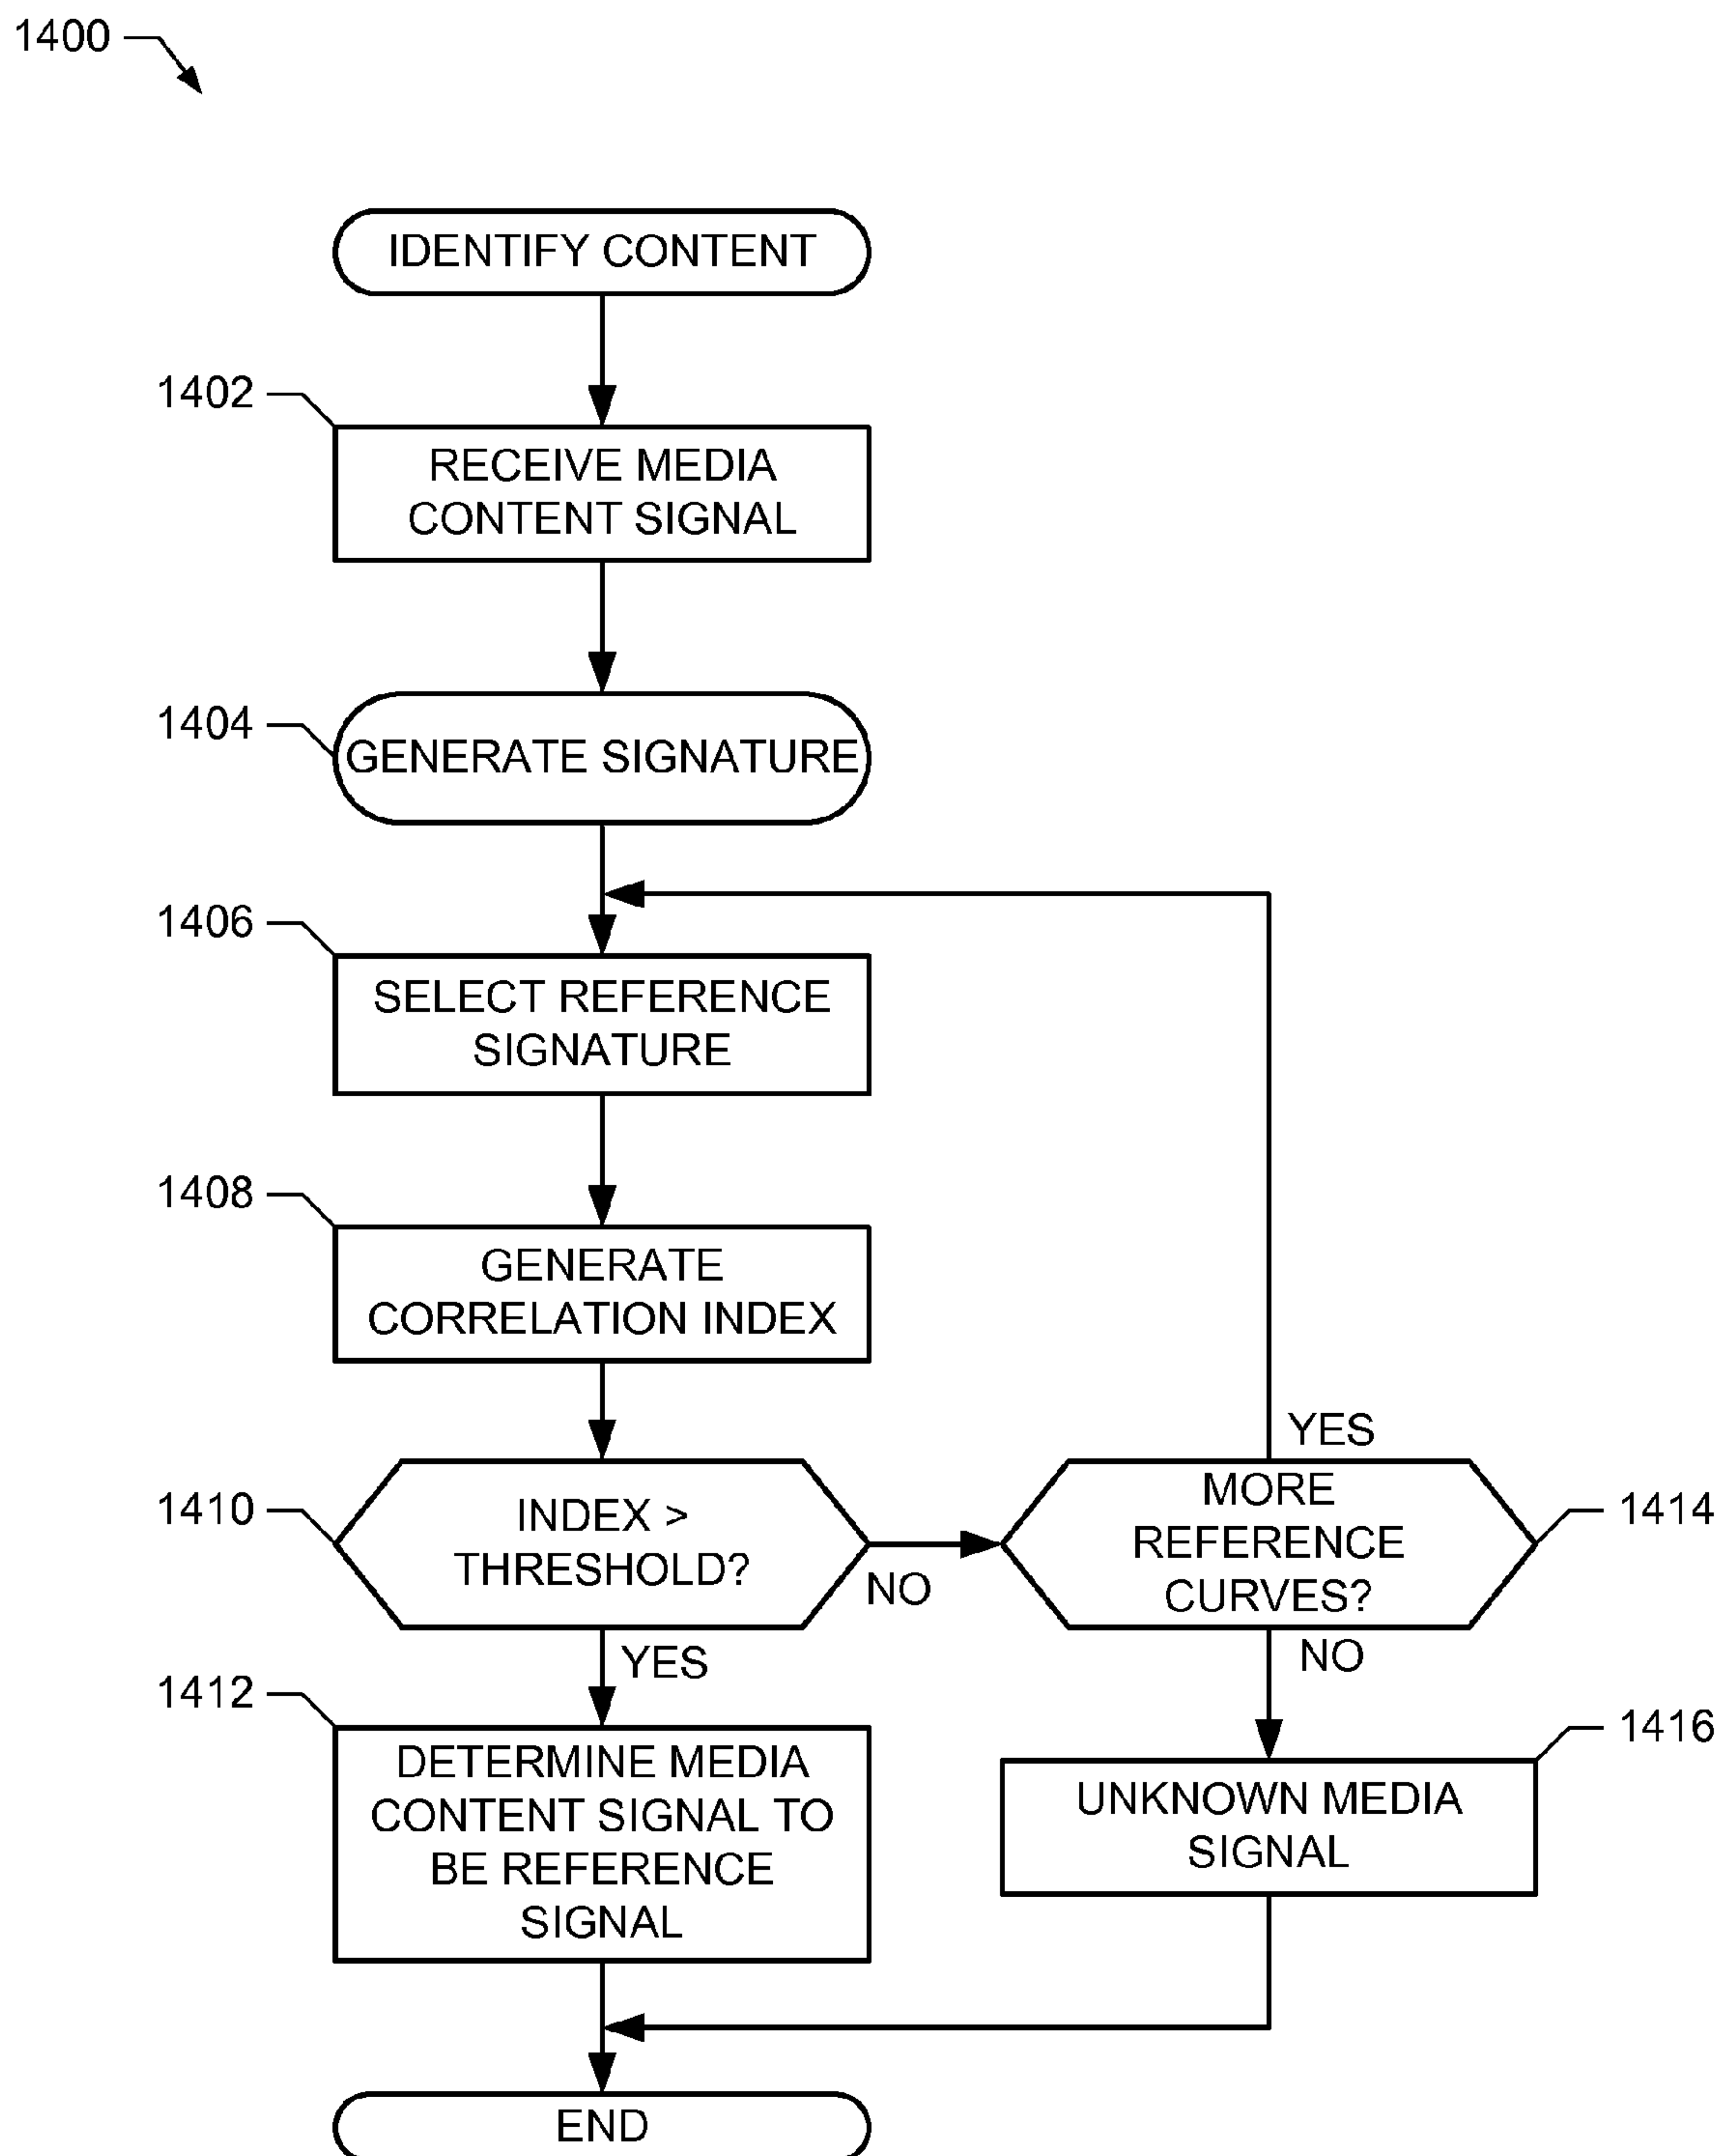 1400
IDENTIFY CONTENT
1402
RECEIVE MEDIA
CONTENT SIGNAL
1404
GENERATE SIGNATURE
1406
SELECT REFERENCE
SIGNATURE
1408
GENERATE
CORRELATION INDEX
1410
INDEX >
THRESHOLD?
NO
YES
1412
DETERMINE MEDIA
CONTENT SIGNAL TO
BE REFERENCE
SIGNAL
YES
MORE
REFERENCE
CURVES?
1414
NO
1416
UNKNOWN MEDIA
SIGNAL
END